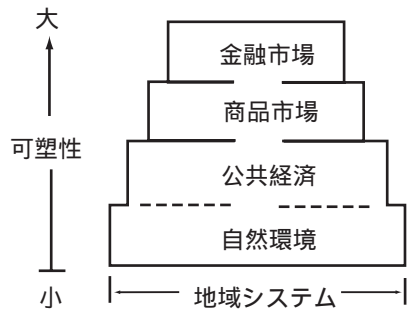 大
金融市場
商品市場
可塑性
公共経済
自然環境
小
地域システム